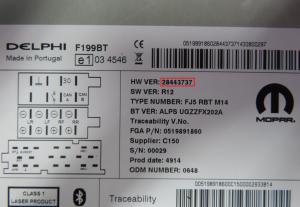 DELPHI F199BT
Made in Portugal e1 03 4546
05198918602844373714338002​97
HW VER: 28443737
SW VER: R12
TYPE NUMBER: FJ5 RBT M14
BT VER: ALPS UGZZFX202A
Traceability V.No.
FGA P/N: 0519891860
Supplier: C150
S/N: 00029
Prod date: 4914
ODM NUMBER: 0648
MOPAR
CLASS 1
LASER PRODUCT
Traceability